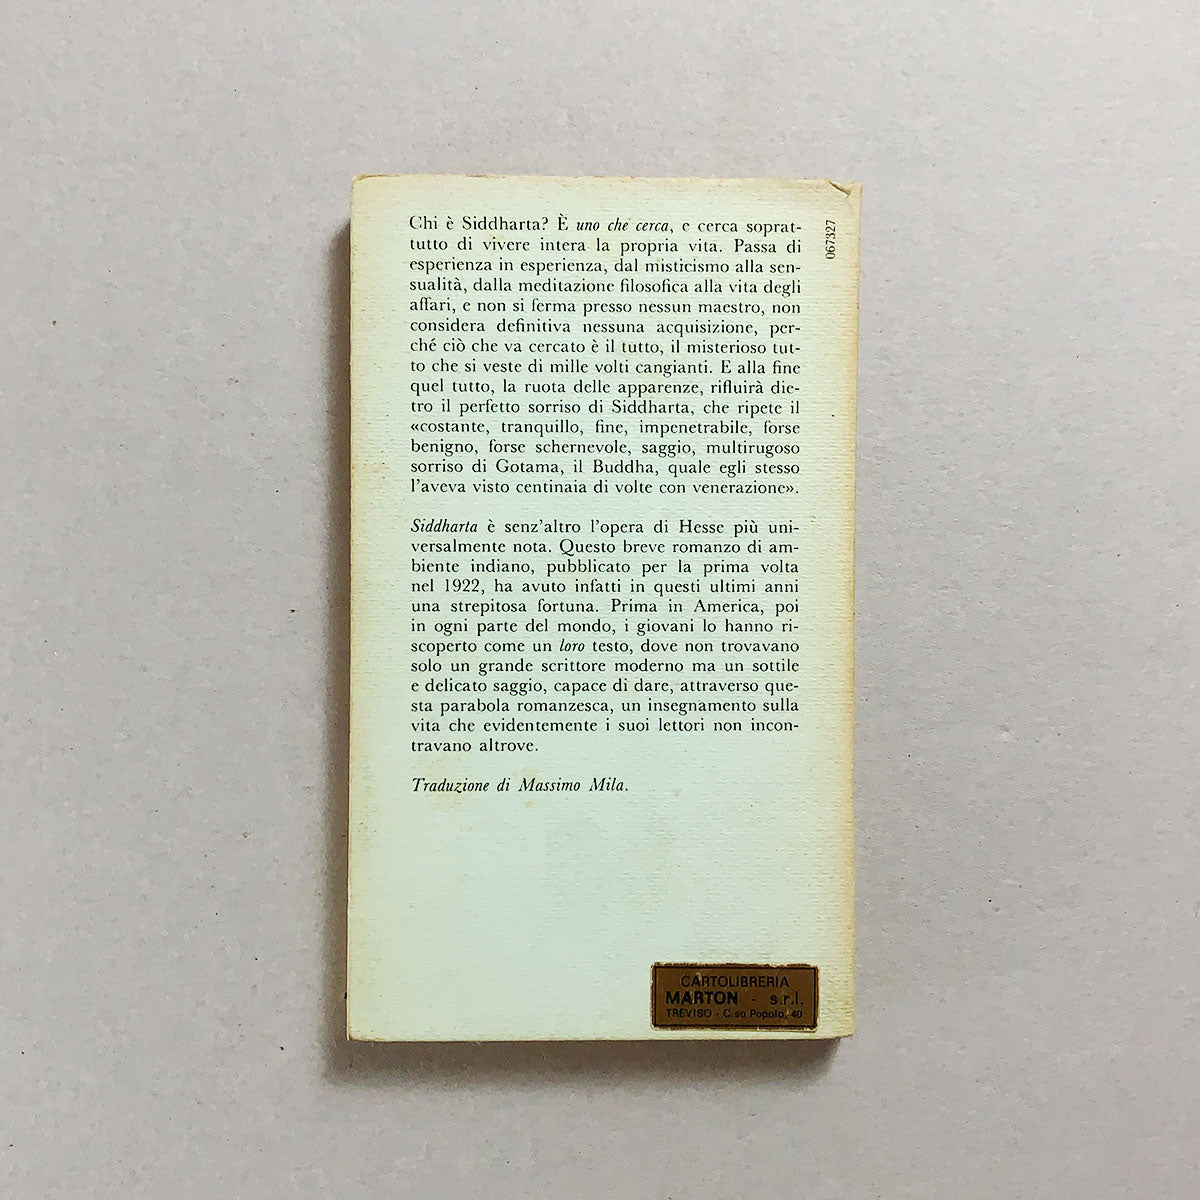 Chi è Siddharta? È uno che cerca, e cerca soprat-
tutto di vivere intera la propria vita. Passa di
esperienza in esperienza, dal misticismo alla sen-
sualità, dalla meditazione filosofica alla vita degli
affari, e non si ferma presso nessun maestro, non
considera definitiva nessuna acquisizione, per-
ché ciò che va cercato è il tutto, il misterioso tut-
to che si veste di mille volti cangianti. E alla fine
quel tutto, la ruota delle apparenze, rifluirà die-
tro il perfetto sorriso di Siddharta, che ripete il
«costante, tranquillo, fine, impenetrabile, forse
benigno, forse schernevole, saggio, multirugoso
sorriso di Gotama, il Buddha, quale egli stesso
l'aveva visto centinaia di volte con venerazione».
Siddharta è senz'altro l'opera di Hesse più uni-
versalmente nota. Questo breve romanzo di am-
biente indiano, pubblicato per la prima volta
nel 1922, ha avuto infatti in questi ultimi anni
una strepitosa fortuna. Prima in America, poi
in ogni parte del mondo, i giovani lo hanno ri-
scoperto come un loro testo, dove non trovavano
solo un grande scrittore moderno ma un sottile
e delicato saggio, capace di dare, attraverso que-
sta parabola romanzesca, un insegnamento sulla
vita che evidentemente i suoi lettori non incon-
travano altrove.
Traduzione di Massimo Mila.
067327
CARTOLIBRERIA
MARTON - s.r.l.
TREVISO - C.so Popolo, 40